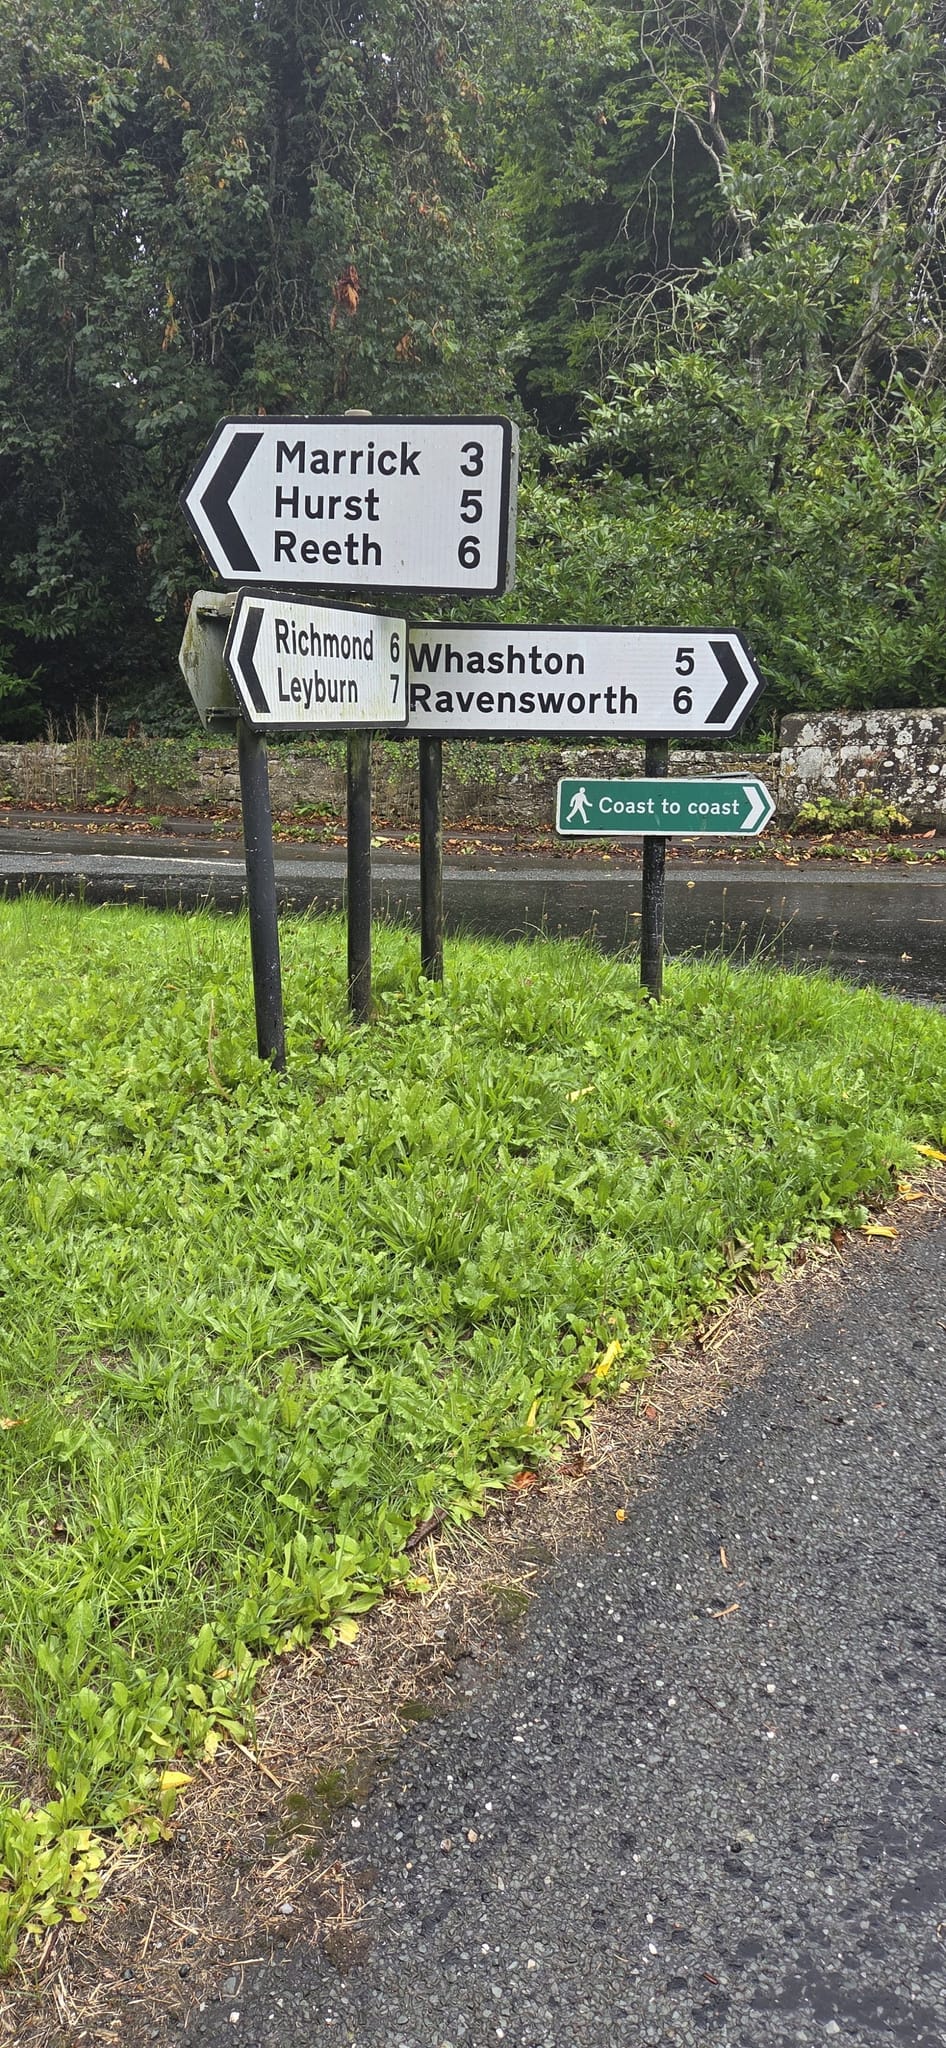 Marrick 3
Hurst 5
Reeth 6
Richmond 6
Leyburn 7
Whashton 5
Ravensworth 6
Coast to coast